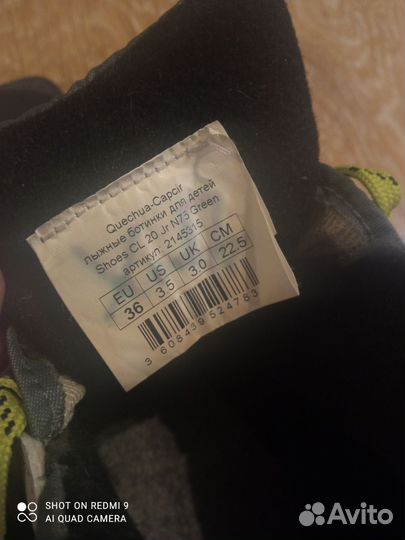 Quechua-Capcir
лыжные ботинки для детей
Shoes CL 20 Jr N75 Green
артикул: 2145315
EU US UK CM
36 3.5 3.0 22.5
3 608439 524783
SHOT ON REDMI 9
AI QUAD CAMERA
Avito